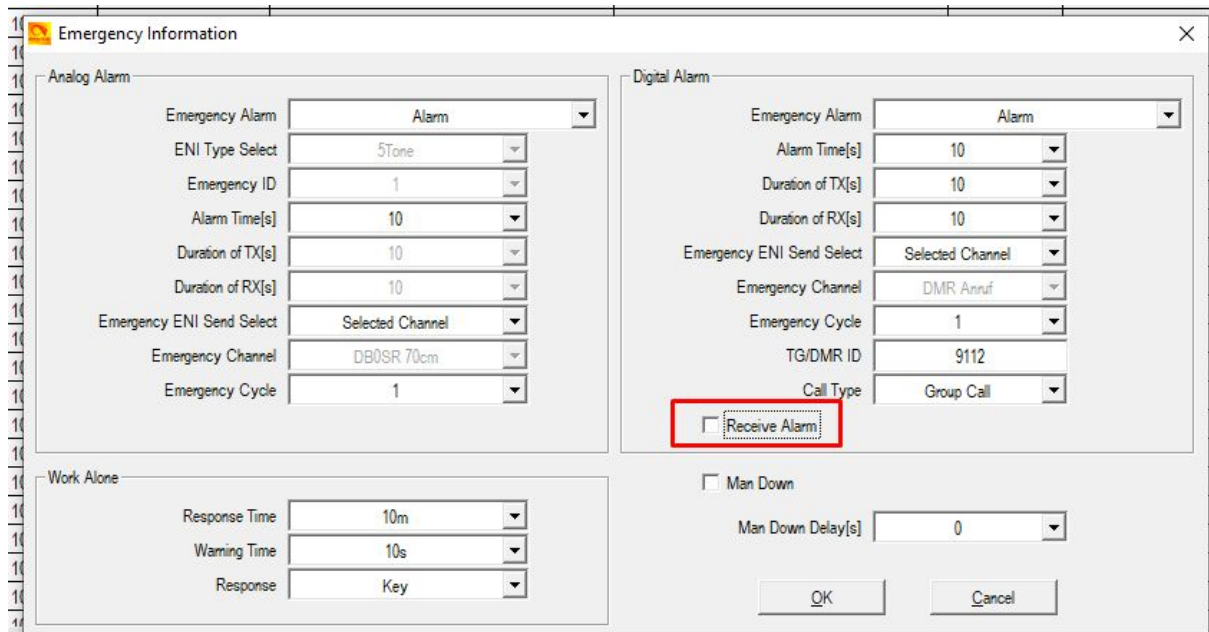 Emergency Information
Analog Alarm
Emergency Alarm Alarm
ENI Type Select 5Tone
Emergency ID 1
Alarm Time[s] 10
Duration of TX[s] 10
Duration of RX[s] 10
Emergency ENI Send Select Selected Channel
Emergency Channel DB0SR 70cm
Emergency Cycle 1
Digital Alarm
Emergency Alarm Alarm
Alarm Time[s] 10
Duration of TX[s] 10
Duration of RX[s] 10
Emergency ENI Send Select Selected Channel
Emergency Channel DMR Anruf
Emergency Cycle 1
TG/DMR ID 9112
Call Type Group Call
Receive Alarm
Work Alone
Response Time 10m
Warning Time 10s
Response Key
Man Down
Man Down Delay[s] 0
OK Cancel